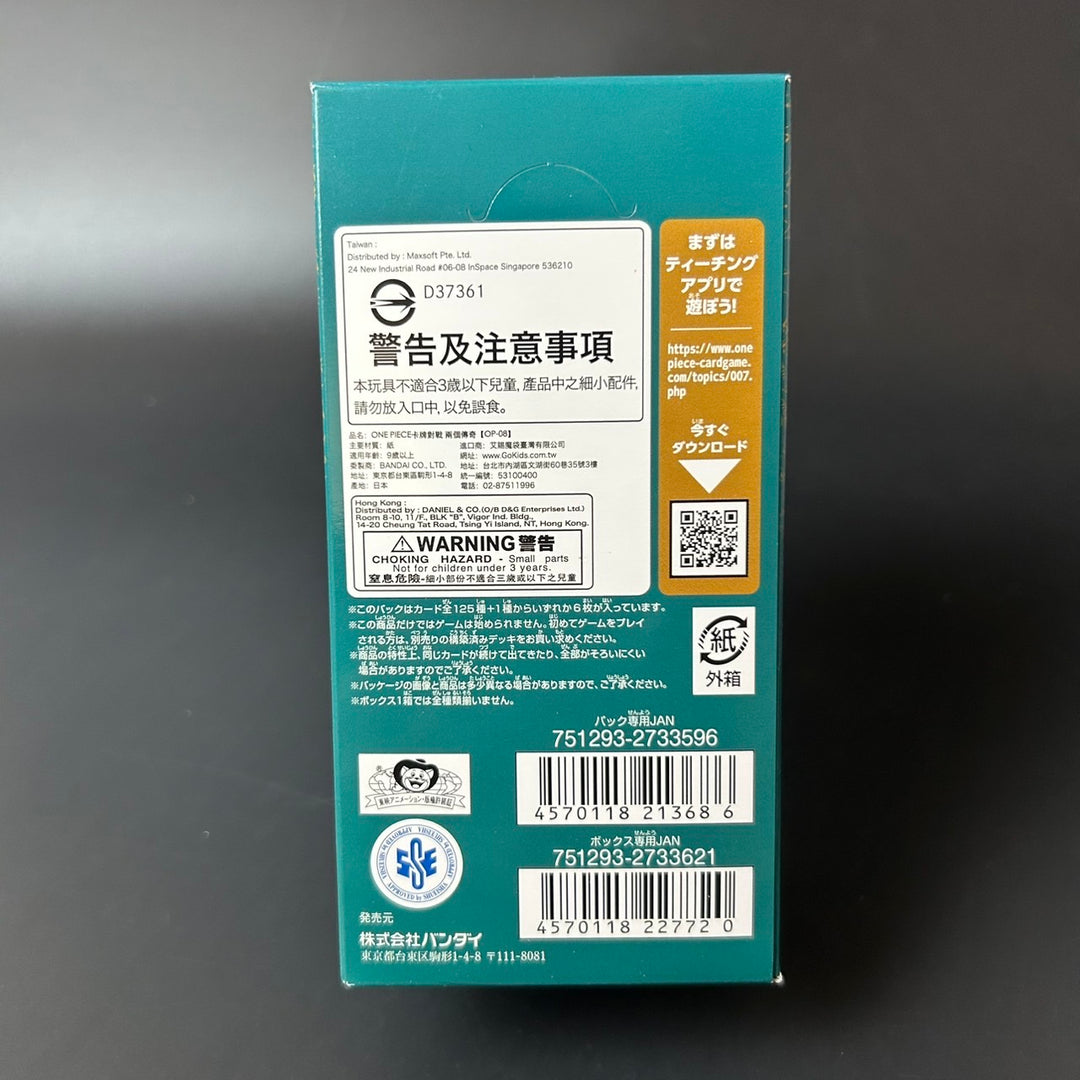 Taiwan :
Distributed by : Maxsoft Pte. Ltd.
24 New Industrial Road #06-08 InSpace Singapore 536210
D37361
警告及注意事項
本玩具不適合3歲以下兒童, 產品中之細小配件,
請勿放入口中, 以免誤食。
品名: ONE PIECE卡牌對戰 兩個傳奇【OP-08】
主要材質: 紙
適用年齡: 9歲以上
委製商: BANDAI CO., LTD.
地址: 東京都台東區駒形1-4-8
產地: 日本
進口商: 艾錫魔袋臺灣有限公司
網址: www.GoKids.com.tw
地址: 台北市內湖區文湖街60巷35號3樓
統一編號: 53100400
電話: 02-87511996
Hong Kong :
Distributed by : DANIEL & CO.(O/B D&G Enterprises Ltd.)
Room 8-10, 11/F., BLK "B", Vigor Ind. Bldg.,
14-20 Cheung Tat Road, Tsing Yi Island, NT, Hong Kong.
WARNING 警告
CHOKING HAZARD - Small parts
Not for children under 3 years.
窒息危險-細小部份不適合三歲或以下之兒童
まずは
ティーチング
アプリで
遊ぼう!
https://www.one
piece-cardgame.
com/topics/007.
php
今すぐ
ダウンロード
※このパックはカード全125種+1種からいずれか6枚が入っています。
※この商品だけではゲームは始められません。初めてゲームをプレイ
される方は、別売りの構築済みデッキをお買い求めください。
※商品の特性上、同じカードが続けて出てきたり、全部がそろいにくい
場合がありますのでご了承ください。
※パッケージの画像と商品は多少異なる場合がありますので、ご了承ください。
※ボックス1箱では全種類揃いません。
紙
外箱
パック専用JAN
751293-2733596
4570118 213686
ボックス専用JAN
751293-2733621
4570118 227720
東映アニメーション・版権許諾証
APPROVED by SHUEISHA
発売元
株式会社バンダイ
東京都台東区駒形1-4-8 〒111-8081